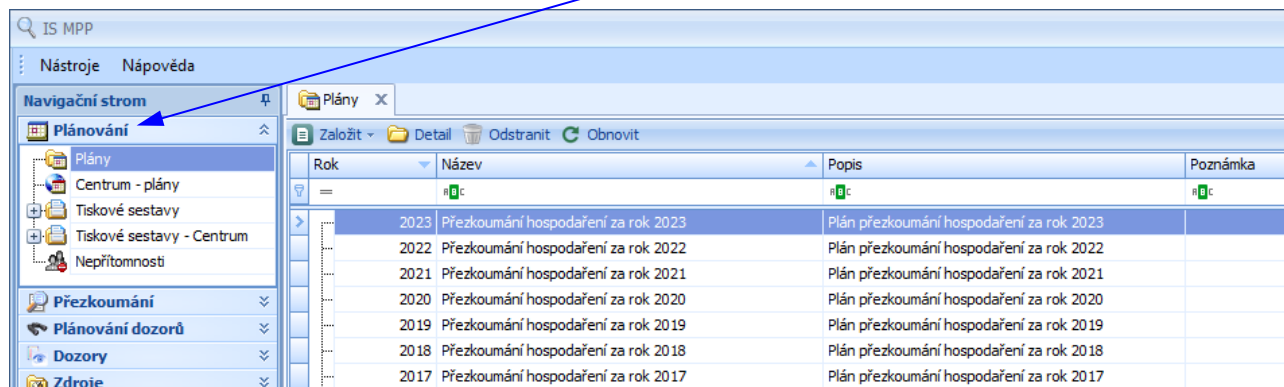 IS MPP
Nástroje Nápověda
Navigační strom
Plánování
Plány
Centrum - plány
Tiskové sestavy
Tiskové sestavy - Centrum
Nepřítomnosti
Přezkoumání
Plánování dozorů
Dozory
Zdroje
Plány X
Založit Detail Odstranit Obnovit
Rok Název Popis Poznámka
= ABC ABC ABC
2023 Přezkoumání hospodaření za rok 2023 Plán přezkoumání hospodaření za rok 2023
2022 Přezkoumání hospodaření za rok 2022 Plán přezkoumání hospodaření za rok 2022
2021 Přezkoumání hospodaření za rok 2021 Plán přezkoumání hospodaření za rok 2021
2020 Přezkoumání hospodaření za rok 2020 Plán přezkoumání hospodaření za rok 2020
2019 Přezkoumání hospodaření za rok 2019 Plán přezkoumání hospodaření za rok 2019
2018 Přezkoumání hospodaření za rok 2018 Plán přezkoumání hospodaření za rok 2018
2017 Přezkoumání hospodaření za rok 2017 Plán přezkoumání hospodaření za rok 2017